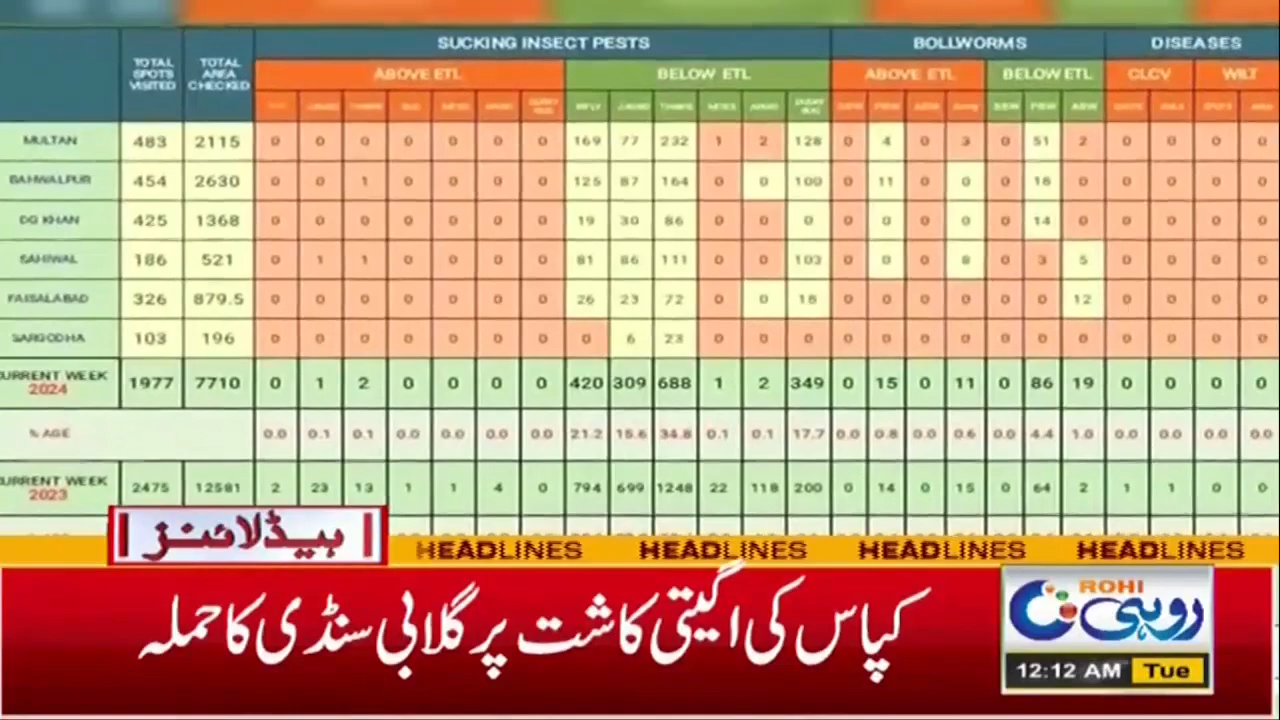 SUCKING INSECT PESTS BOLLWORMS DISEASES
TOTAL SPOTS VISITED TOTAL AREA CHECKED ABOVE ETL BELOW ETL ABOVE ETL BELOW ETL CLCV WILT
MULTAN 483 2115 0 0 0 0 0 0 0 169 77 232 1 2 128 0 4 0 3 0 51 2 0 0 0 0
BAHWALPUR 454 2630 0 0 1 0 0 0 0 125 87 164 0 0 100 0 11 0 0 0 18 0 0 0 0 0
DG KHAN 425 1368 0 0 0 0 0 0 0 19 30 86 0 0 0 0 0 0 0 0 14 0 0 0 0 0
SAHIWAL 186 521 0 1 1 0 0 0 0 81 86 111 0 0 103 0 0 0 8 0 3 5 0 0 0 0
FAISALABAD 326 879.5 0 0 0 0 0 0 0 26 23 72 0 0 18 0 0 0 0 0 0 12 0 0 0 0
SARGODHA 103 196 0 0 0 0 0 0 0 0 6 23 0 0 0 0 0 0 0 0 0 0 0 0 0 0
CURRENT WEEK 2024 1977 7710 0 1 2 0 0 0 0 420 309 688 1 2 349 0 15 0 11 0 86 19 0 0 0 0
% AGE 0.0 0.1 0.1 0.0 0.0 0.0 0.0 21.2 15.6 34.8 0.1 0.1 17.7 0.0 0.8 0.0 0.6 0.0 4.4 1.0 0.0 0.0 0.0 0.0
CURRENT WEEK 2023 2475 12581 2 23 13 1 1 4 0 794 699 1248 22 118 200 0 14 0 15 0 64 2 1 1 0 0
ہیڈلائنز
HEADLINES HEADLINES HEADLINES HEADLINES
کپاس کی اگیتی کاشت پر گلابی سنڈی کا حملہ
ROHI
روہی
12:12 AM Tue